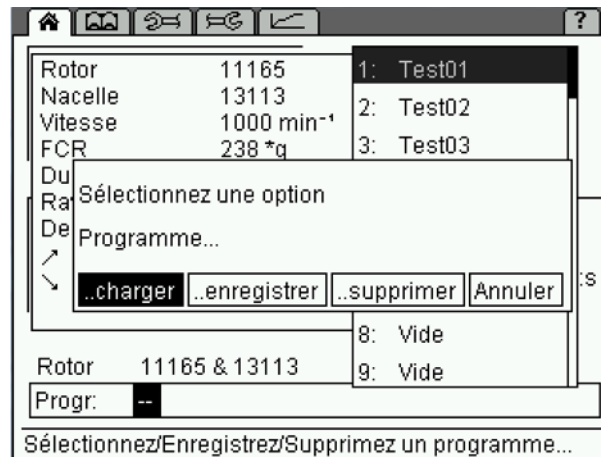 ?
Rotor 11165
Nacelle 13113
Vitesse 1000 min⁻¹
FCR 238 *g
Du
Ra
De
1: Test01
2: Test02
3: Test03
Sélectionnez une option
Programme...
..charger ..enregistrer ..supprimer Annuler
:s
8: Vide
9: Vide
Rotor 11165 & 13113
Progr: --
Sélectionnez/Enregistrez/Supprimez un programme...